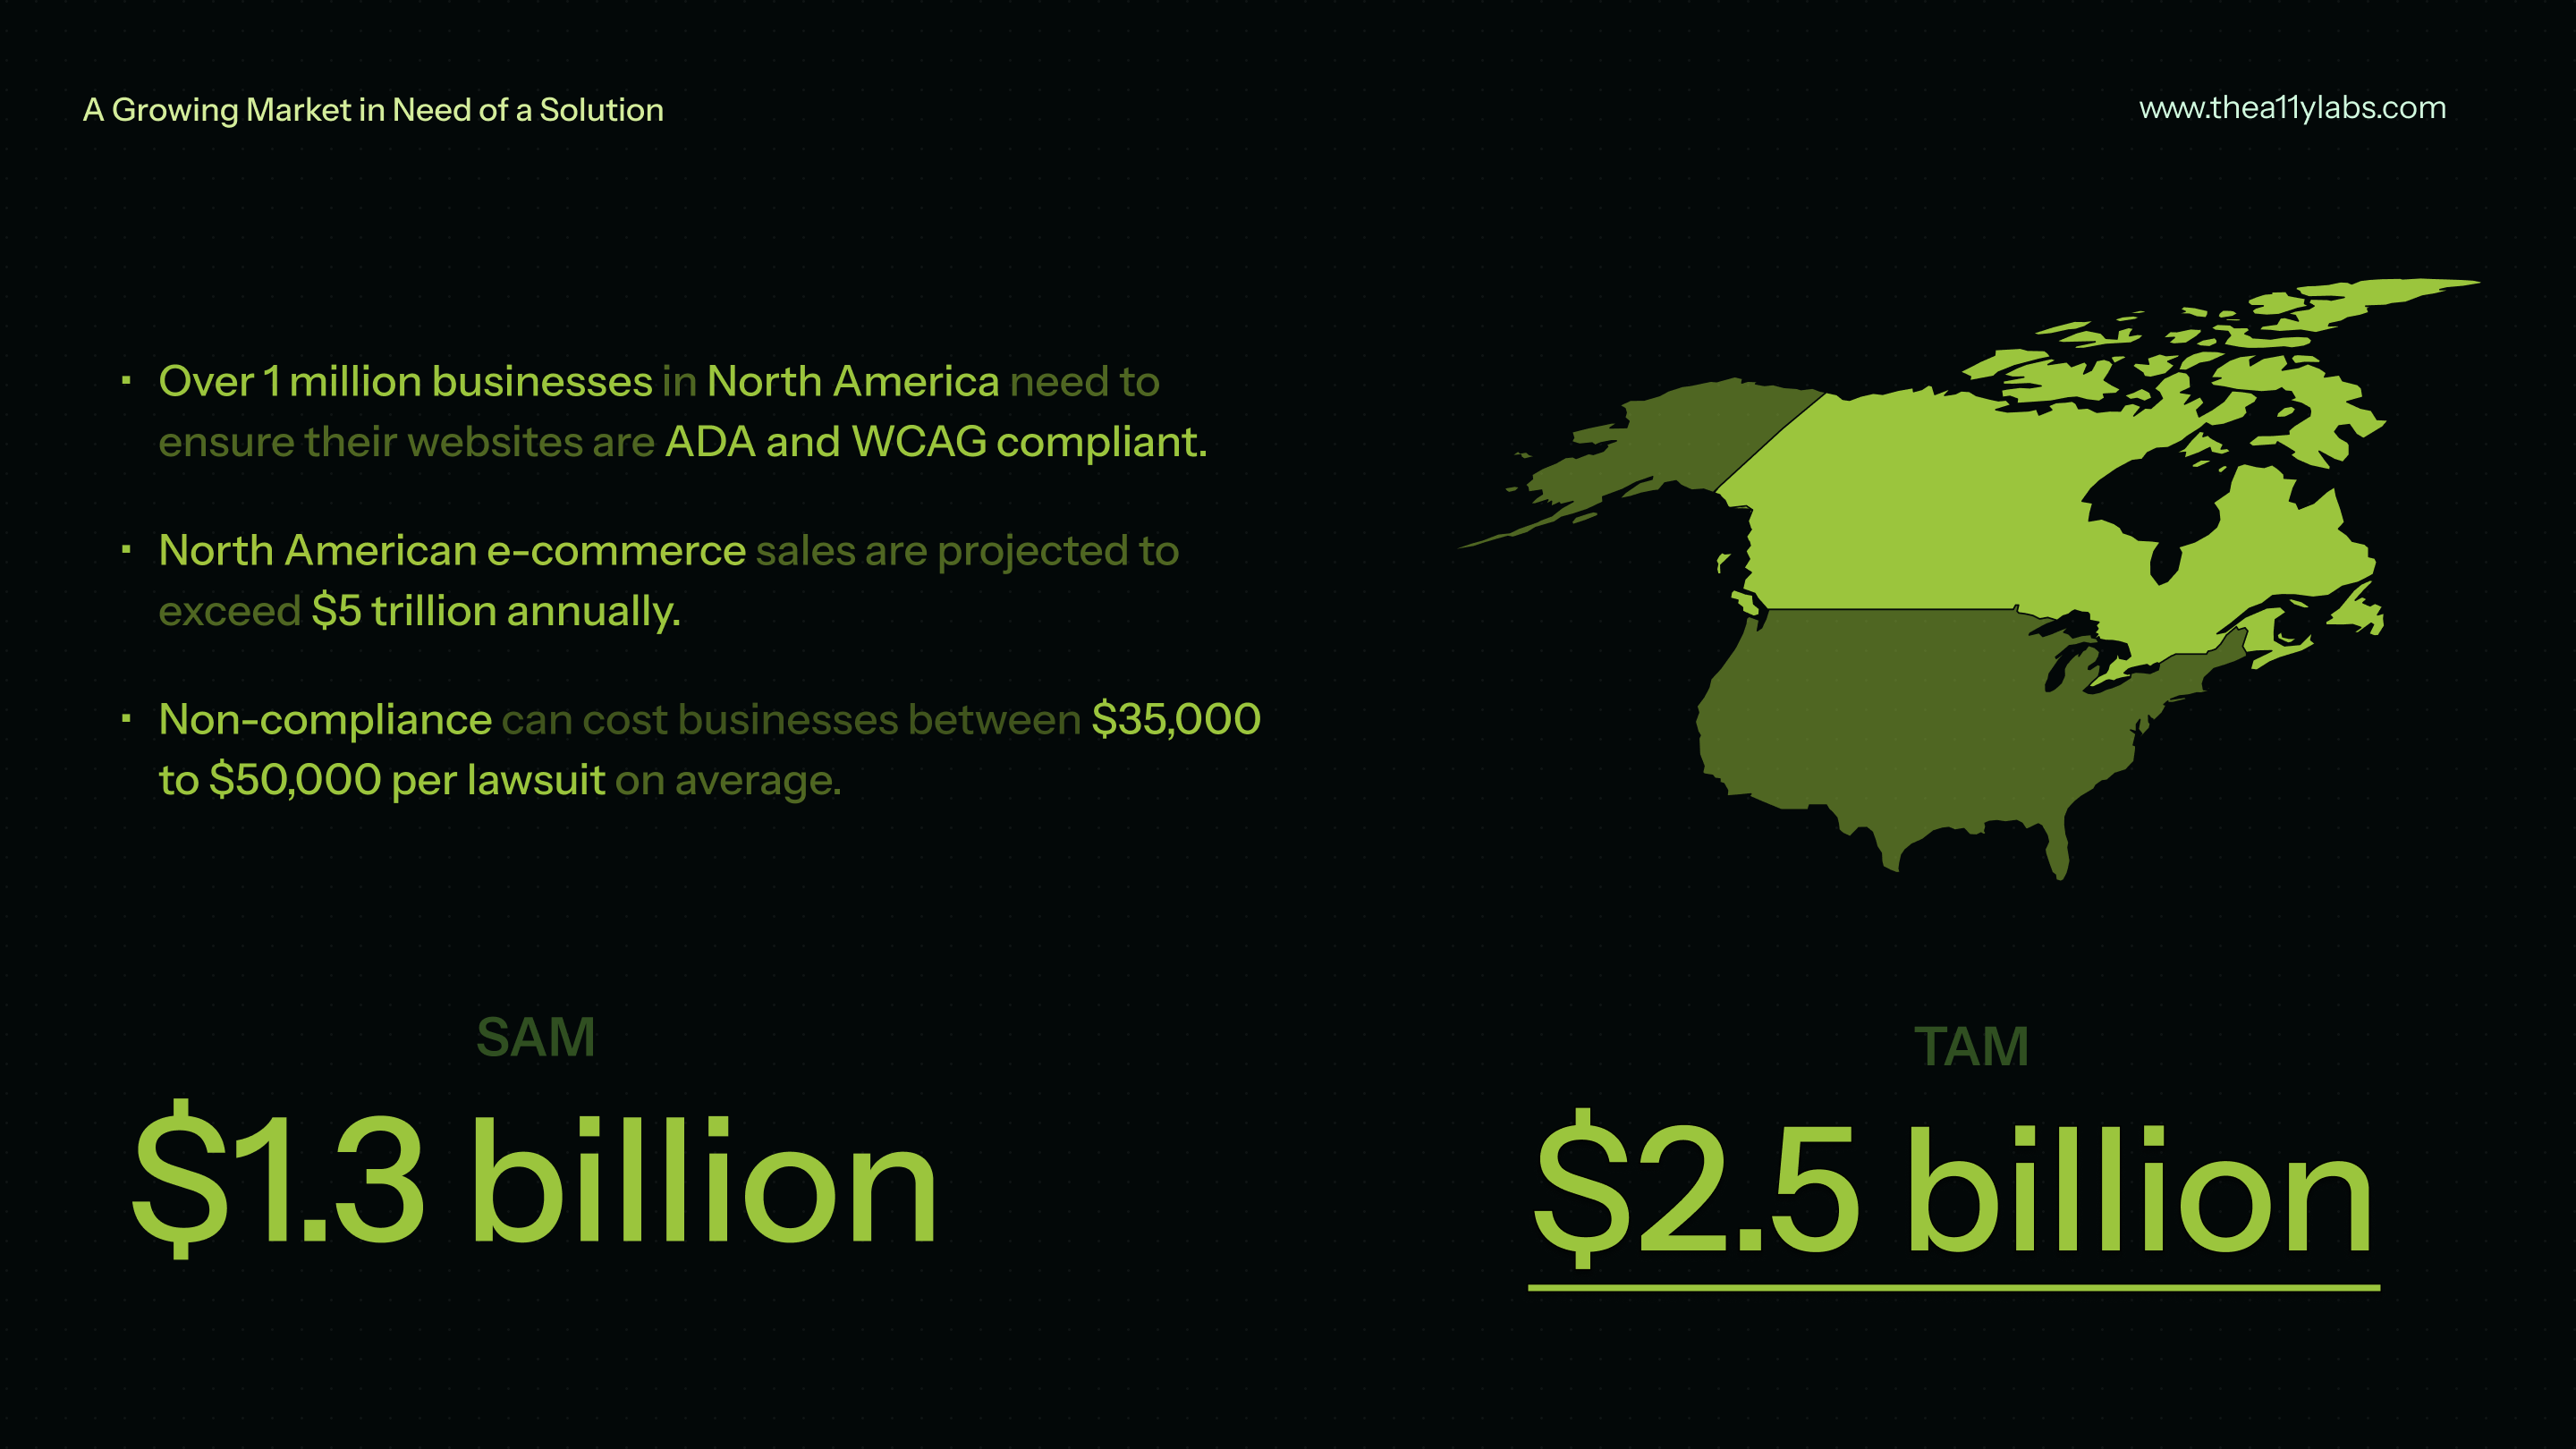 A Growing Market in Need of a Solution
www.thea11ylabs.com
▪ Over 1 million businesses in North America need to
ensure their websites are ADA and WCAG compliant.
▪ North American e-commerce sales are projected to
exceed $5 trillion annually.
▪ Non-compliance can cost businesses between $35,000
to $50,000 per lawsuit on average.
SAM
$1.3 billion
TAM
$2.5 billion